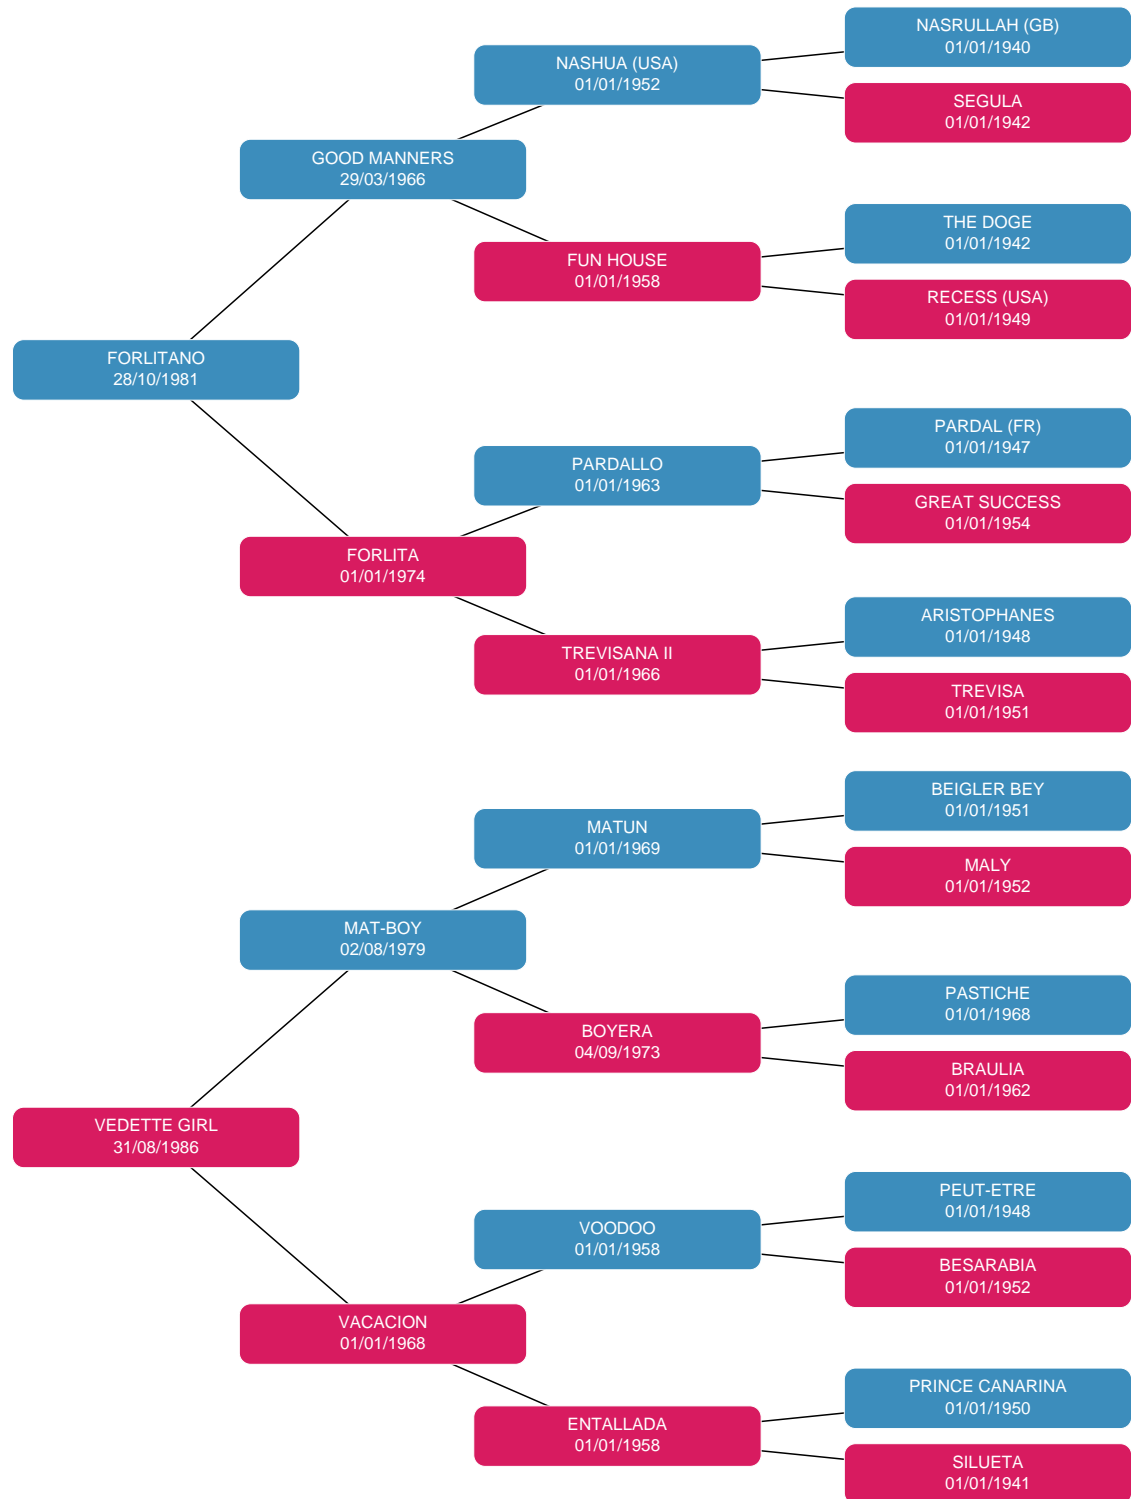 NASRULLAH (GB)
01/01/1940
NASHUA (USA)
01/01/1952
SEGULA
01/01/1942
GOOD MANNERS
29/03/1966
THE DOGE
01/01/1942
FUN HOUSE
01/01/1958
RECESS (USA)
01/01/1949
FORLITANO
28/10/1981
PARDAL (FR)
01/01/1947
PARDALLO
01/01/1963
GREAT SUCCESS
01/01/1954
FORLITA
01/01/1974
ARISTOPHANES
01/01/1948
TREVISANA II
01/01/1966
TREVISA
01/01/1951
BEIGLER BEY
01/01/1951
MATUN
01/01/1969
MALY
01/01/1952
MAT-BOY
02/08/1979
PASTICHE
01/01/1968
BOYERA
04/09/1973
BRAULIA
01/01/1962
VEDETTE GIRL
31/08/1986
PEUT-ETRE
01/01/1948
VOODOO
01/01/1958
BESARABIA
01/01/1952
VACACION
01/01/1968
PRINCE CANARINA
01/01/1950
ENTALLADA
01/01/1958
SILUETA
01/01/1941